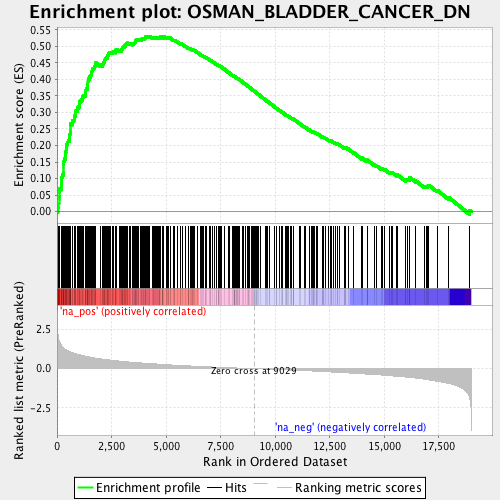 Enrichment plot: OSMAN_BLADDER_CANCER_DN
Enrichment score (ES)
0.55
0.50
0.45
0.40
0.35
0.30
0.25
0.20
0.15
0.10
0.05
0.00
'na_pos' (positively correlated)
Ranked list metric (PreRanked)
2.5
0.0
-2.5
Zero cross at 9029
'na_neg' (negatively correlated)
0 2,500 5,000 7,500 10,000 12,500 15,000 17,500
Rank in Ordered Dataset
Enrichment profile Hits Ranking metric scores